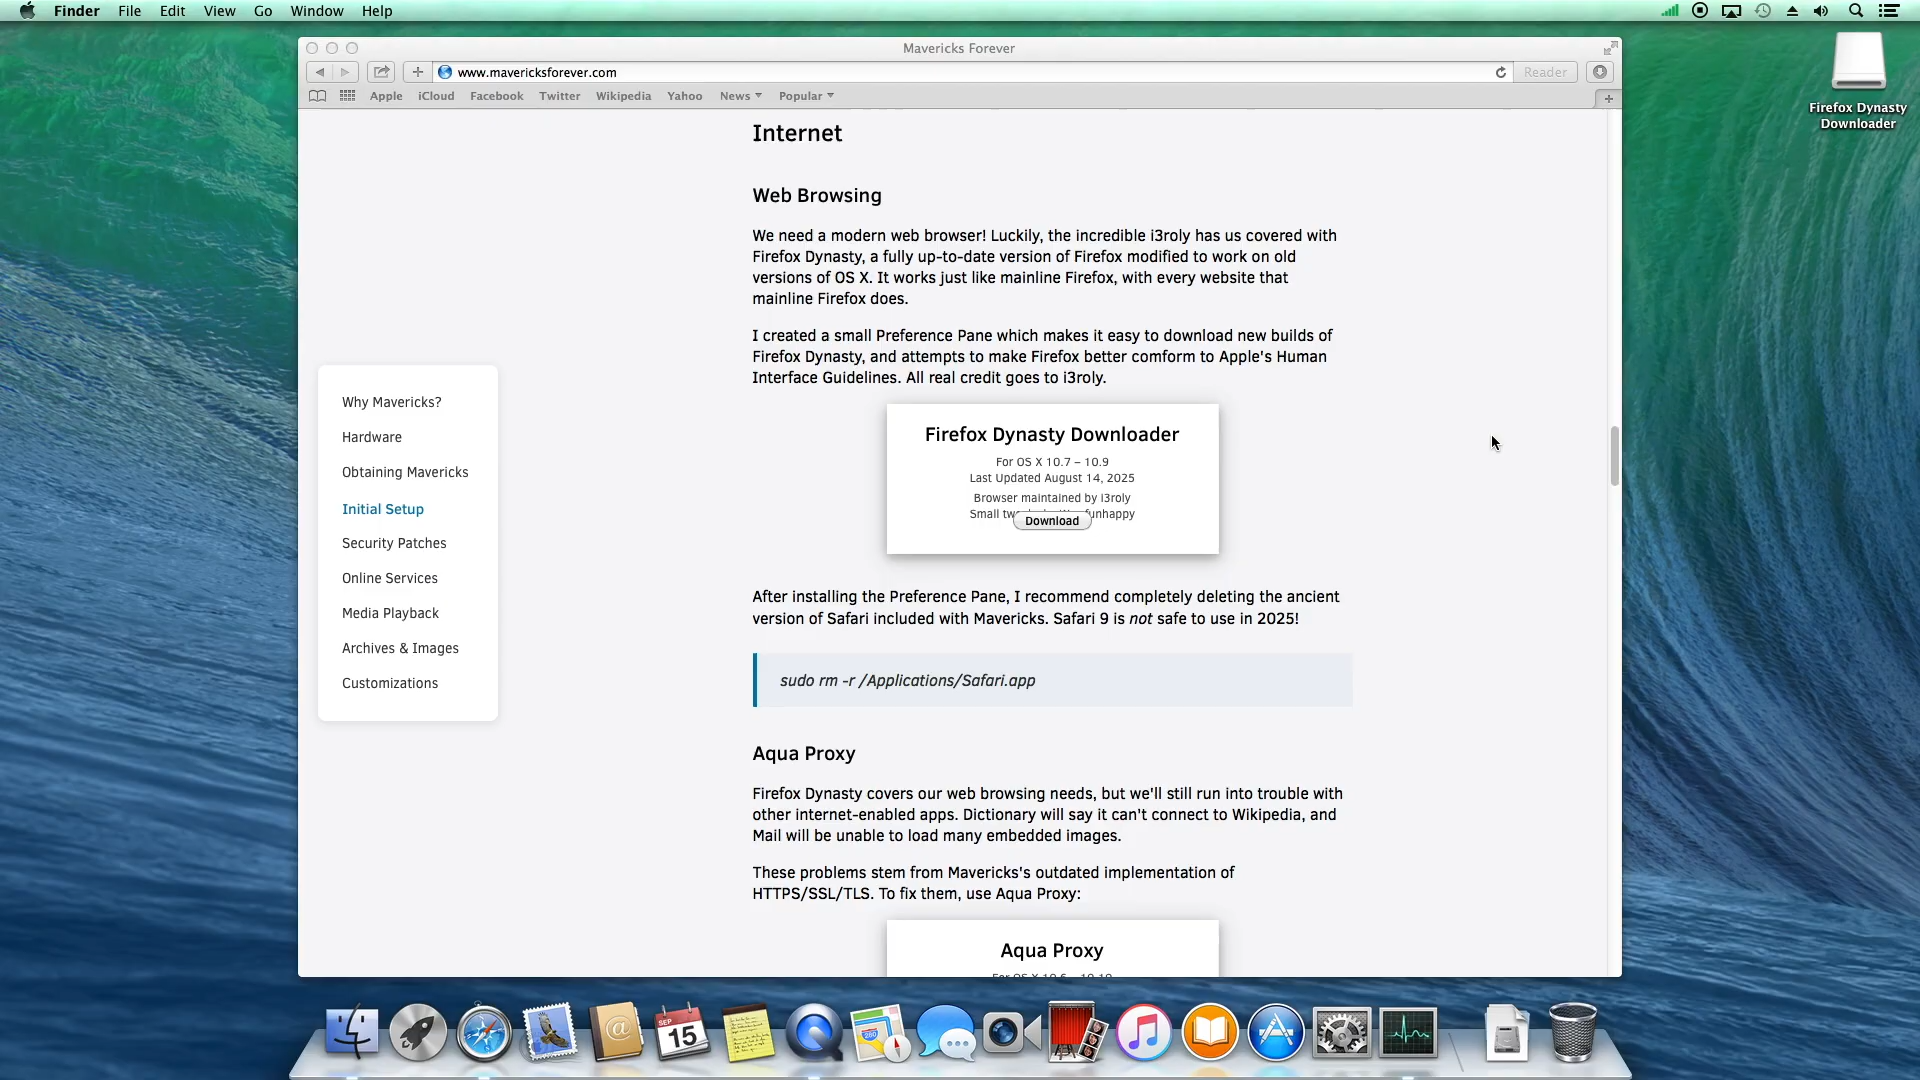 Finder File Edit View Go Window Help
Mavericks Forever
www.mavericksforever.com
Reader
Apple iCloud Facebook Twitter Wikipedia Yahoo News Popular
Firefox Dynasty
Downloader
Internet
Web Browsing
We need a modern web browser! Luckily, the incredible i3roly has us covered with
Firefox Dynasty, a fully up-to-date version of Firefox modified to work on old
versions of OS X. It works just like mainline Firefox, with every website that
mainline Firefox does.
I created a small Preference Pane which makes it easy to download new builds of
Firefox Dynasty, and attempts to make Firefox better comform to Apple's Human
Interface Guidelines. All real credit goes to i3roly.
Why Mavericks?
Hardware
Obtaining Mavericks
Initial Setup
Security Patches
Online Services
Media Playback
Archives & Images
Customizations
Firefox Dynasty Downloader
For OS X 10.7 – 10.9
Last Updated August 14, 2025
Browser maintained by i3roly
Small
Download
After installing the Preference Pane, I recommend completely deleting the ancient
version of Safari included with Mavericks. Safari 9 is not safe to use in 2025!
sudo rm -r /Applications/Safari.app
Aqua Proxy
Firefox Dynasty covers our web browsing needs, but we'll still run into trouble with
other internet-enabled apps. Dictionary will say it can't connect to Wikipedia, and
Mail will be unable to load many embedded images.
These problems stem from Mavericks's outdated implementation of
HTTPS/SSL/TLS. To fix them, use Aqua Proxy:
Aqua Proxy
SEP
15